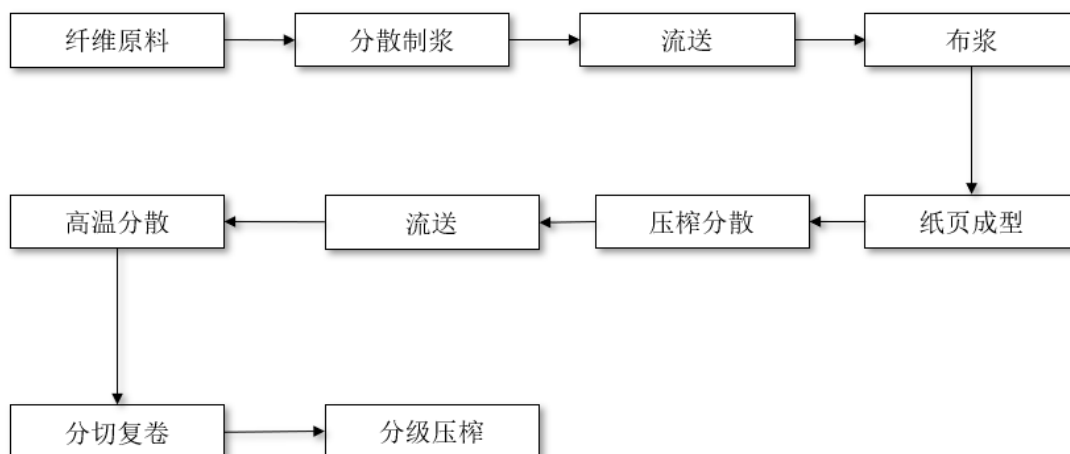 纤维原料
分散制浆
流送
布浆
纸页成型
压榨分散
流送
高温分散
分切复卷
分级压榨